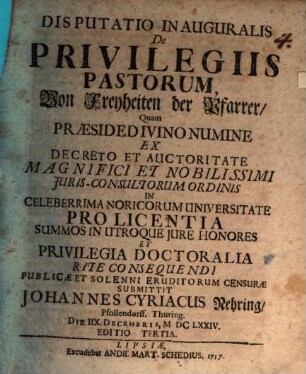 4.
DISPUTATIO INAUGURALIS
De
PRIVILEGIIS
PASTORUM,
Von Freyheiten der Pfarrer/
Quam
PRÆSIDE DIVINO NUMINE
EX
DECRETO ET AUCTORITATE
MAGNIFICI ET NOBILISSIMI
JURIS-CONSULTORUM ORDINIS
IN
CELEBERRIMA NORICORUM UNIVERSITATE
PRO LICENTIA
SUMMOS IN UTROQUE JURE HONORES
ET
PRIVILEGIA DOCTORALIA
RITE CONSEQUENDI
PUBLICÆ ET SOLENNI ERUDITORUM CENSURÆ
SUBMITTIT
JOHANNES CYRIACUS Nehring/
Pfollendorff. Thuring.
DIE IIX. DECEMBRIS, M DC LXXIV.
EDITIO TERTIA.
LIPSIÆ,
Excudebat ANDR. MART. SCHEDIUS, 1717.